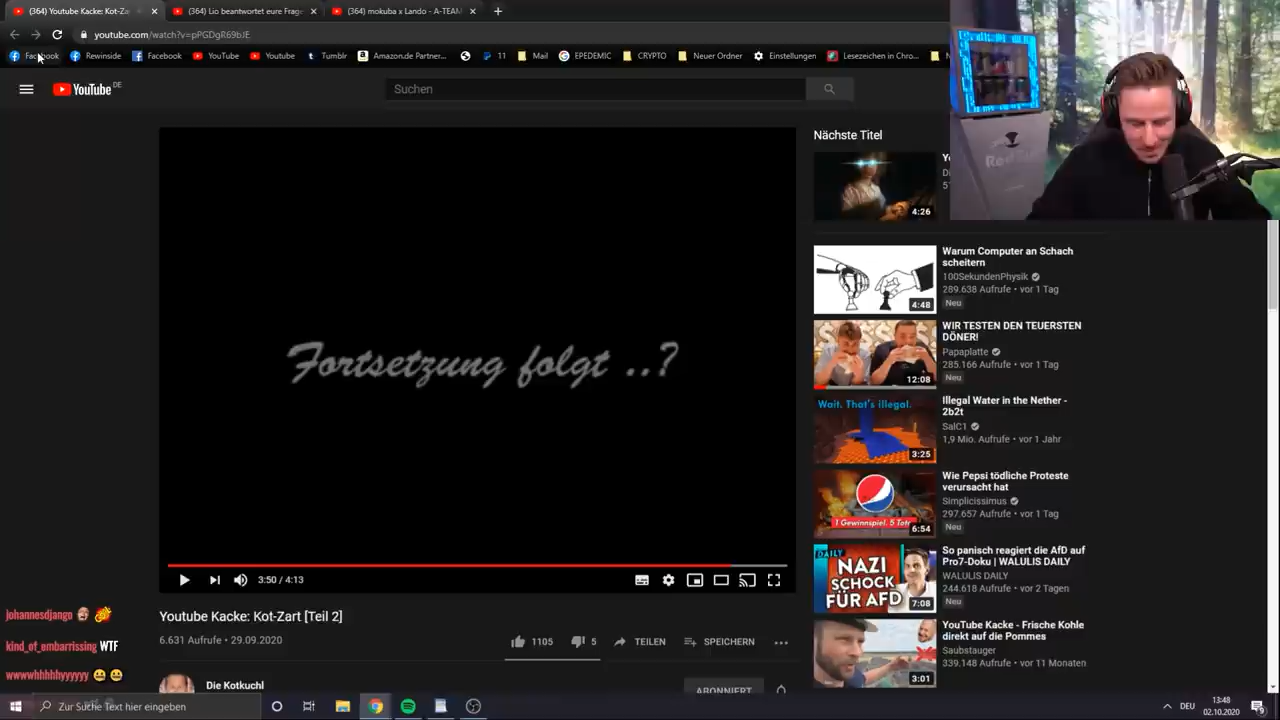 (364) Youtube Kacke: Kot-Zar
(364) Lio beantwortet eure Frage
(364) mokuba x Lando - A-TEAM
youtube.com/watch?v=pPGDgR69bJE
Facebook
Rewinside
Facebook
YouTube
Youtube
Tumblr
Amazon.de Partner...
11
Mail
EPEDEMIC
CRYPTO
Neuer Ordner
Einstellungen
Lesezeichen in Chro...
YouTube DE
Suchen
Nächste Titel
4:26
Warum Computer an Schach
scheitern
100SekundenPhysik
289.638 Aufrufe • vor 1 Tag
Neu
4:48
WIR TESTEN DEN TEUERSTEN
DÖNER!
Papaplatte
285.166 Aufrufe • vor 1 Tag
Neu
12:08
Wait. That's illegal.
Illegal Water in the Nether -
2b2t
SalC1
1,9 Mio. Aufrufe • vor 1 Jahr
3:25
Wie Pepsi tödliche Proteste
verursacht hat
Simplicissimus
297.657 Aufrufe • vor 1 Tag
Neu
1 Gewinnspiel. 5 Tote
6:54
So panisch reagiert die AfD auf
Pro7-Doku | WALULIS DAILY
WALULIS DAILY
244.618 Aufrufe • vor 2 Tagen
Neu
DAILY
NAZI
SCHOCK
FÜR AFD
7:08
YouTube Kacke - Frische Kohle
direkt auf die Pommes
Saubstauger
339.148 Aufrufe • vor 11 Monaten
3:01
Fortsetzung folgt ..?
3:50 / 4:13
Youtube Kacke: Kot-Zart [Teil 2]
6.631 Aufrufe • 29.09.2020
1105
5
TEILEN
SPEICHERN
Die Kotkuchl
ABONNIERT
johannesdjangn
kind_of_embarrissing WTF
wwwwhhhhhyyyyyy
Zur Suche Text hier eingeben
DEU
13:48
02.10.2020